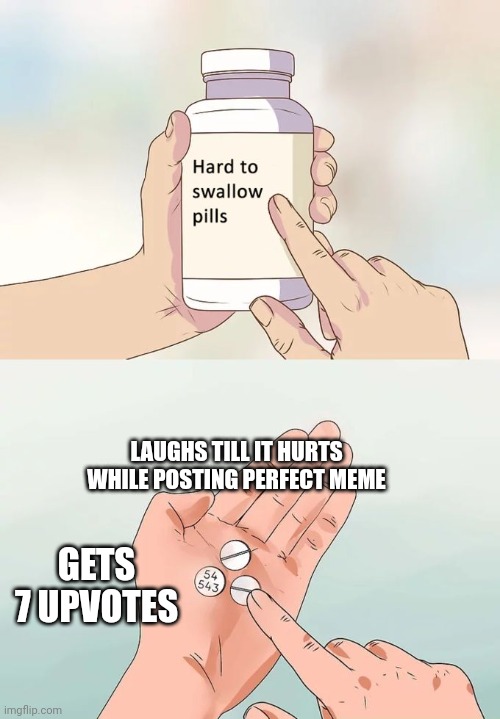 Hard to
swallow
pills
LAUGHS TILL IT HURTS
WHILE POSTING PERFECT MEME
GETS
7 UPVOTES
54
543
imgflip.com